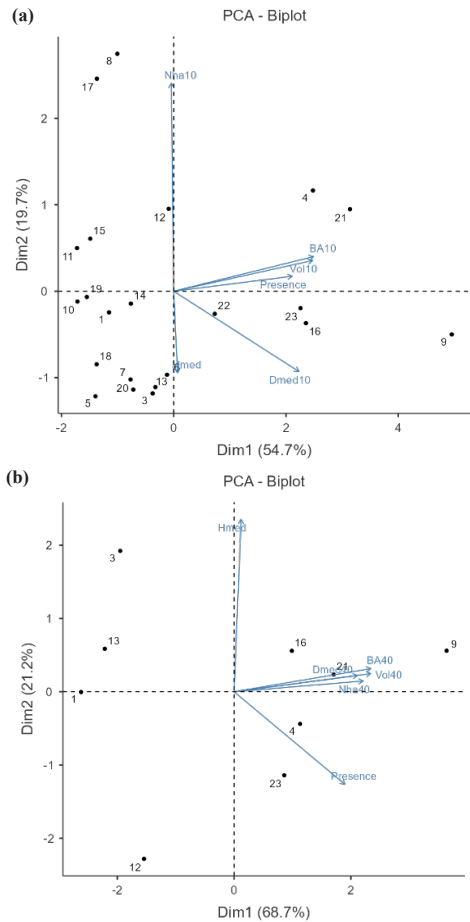 (a)
PCA - Biplot
8
17
Nha10
2
4
21
12
1
15
11
BA10
Vol10
Presence
19
10
14
1
0
22
23
16
9
18
7
20
5
3
13
Hmed
Dmed10
-1
-2
0
2
4
Dim1 (54.7%)
Dim2 (19.7%)
(b)
PCA - Biplot
Hmed
2
3
13
16
9
1
21
BA40
Dmed40
Vol40
Nha40
1
0
4
23
Presence
-1
12
-2
-2
0
2
Dim1 (68.7%)
Dim2 (21.2%)